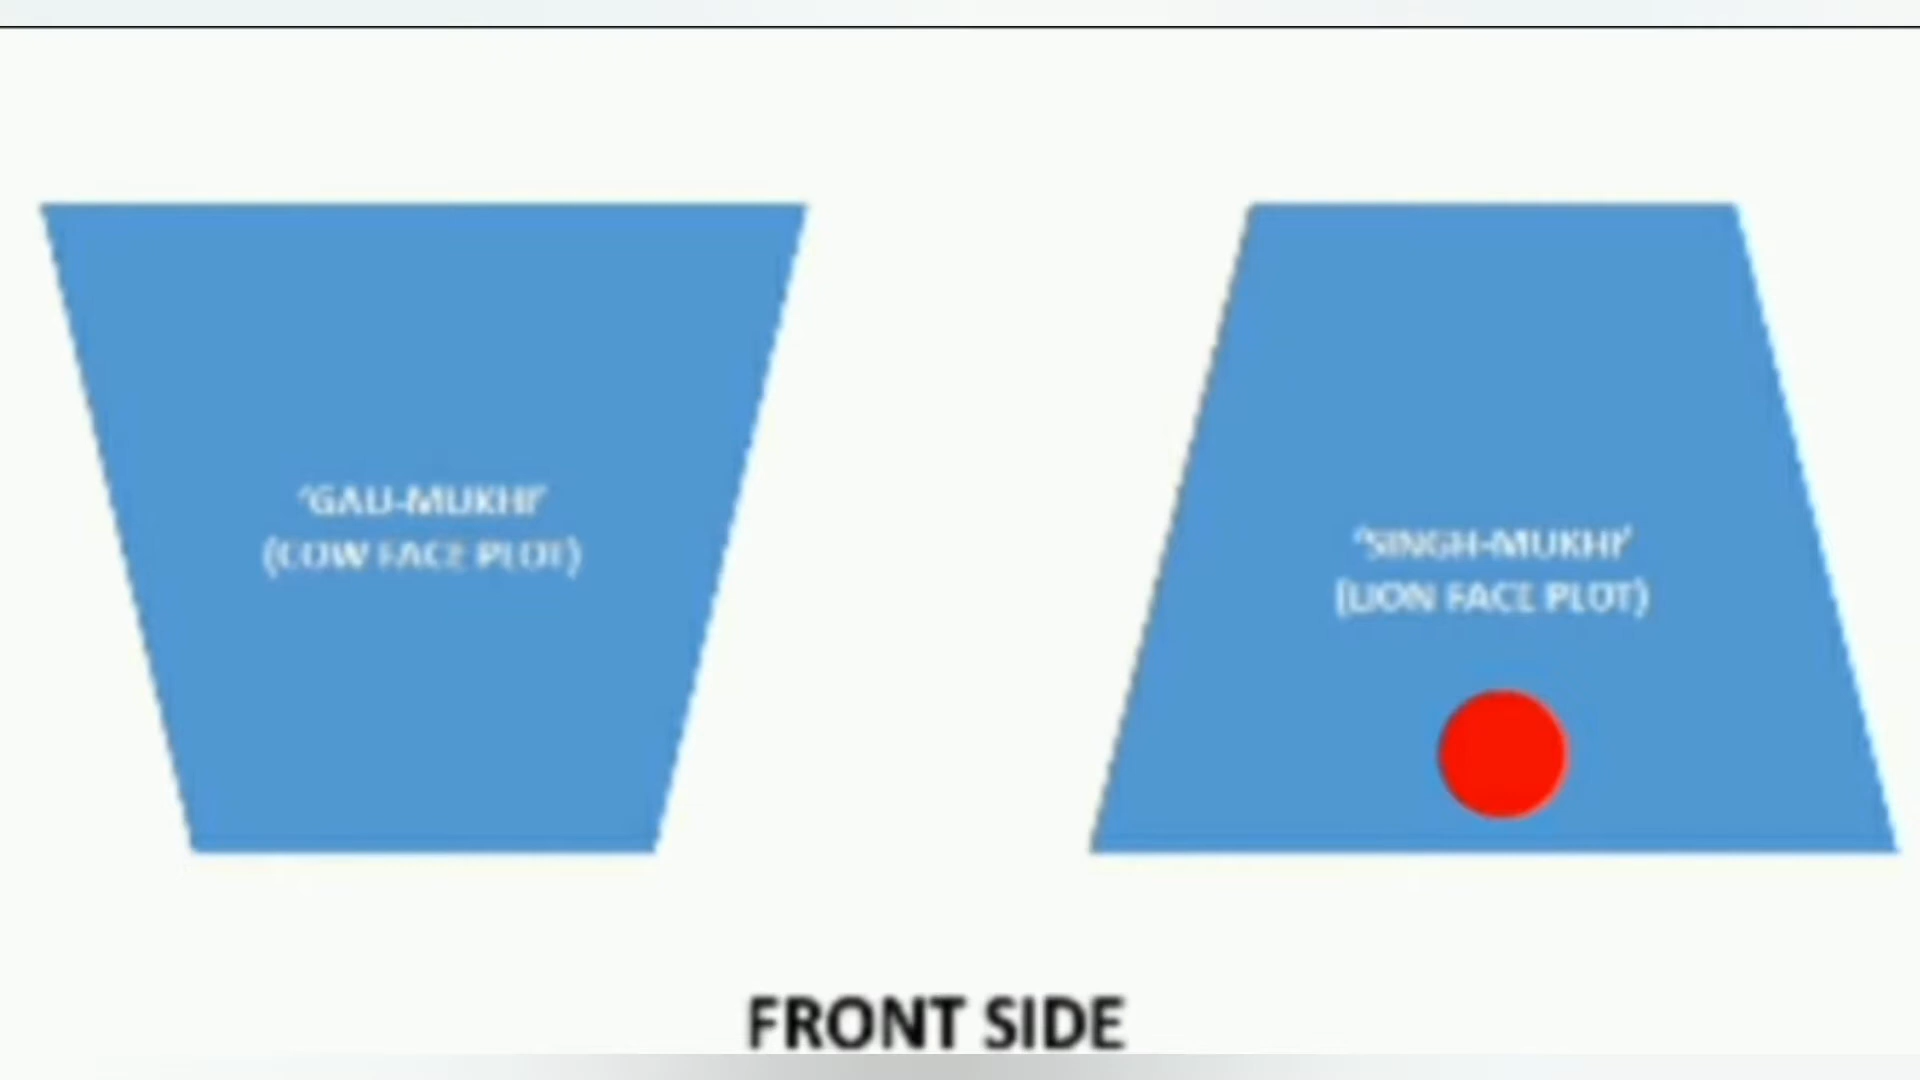 'GAU-MUKHI'
(COW FACE PLOT)
'SINGH-MUKHI'
(LION FACE PLOT)
FRONT SIDE